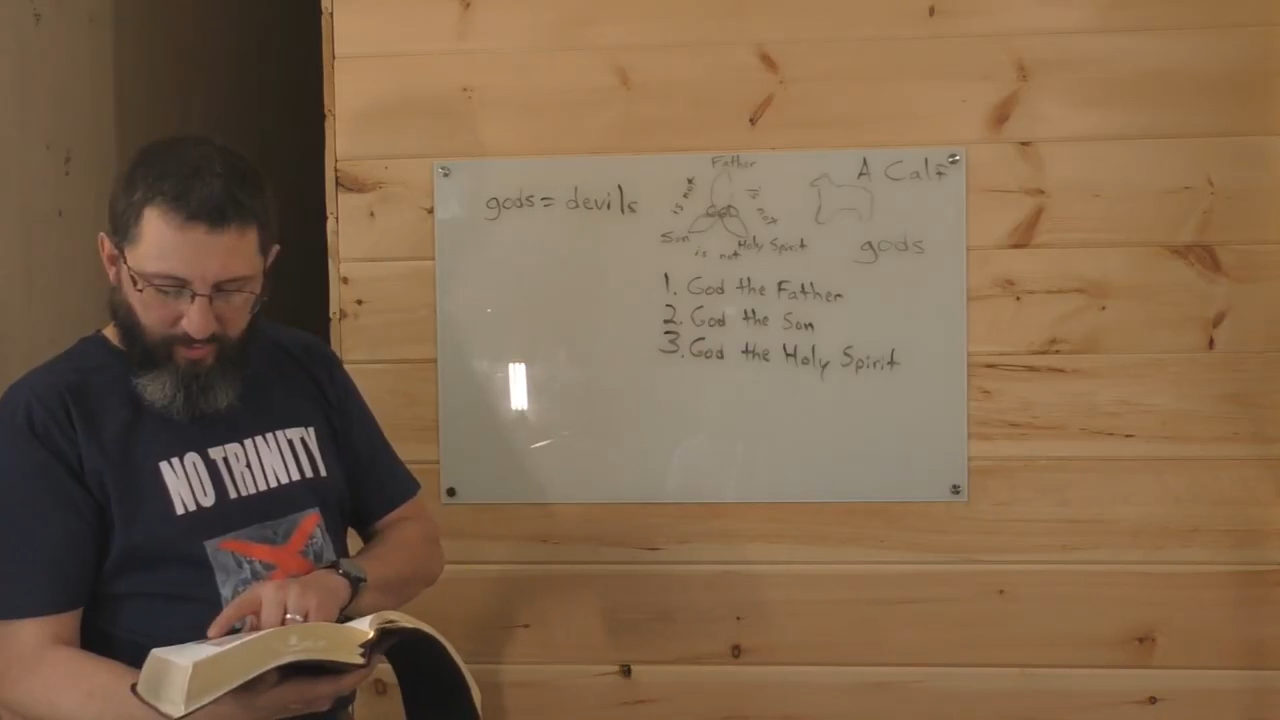 gods = devils
Father
is not
is not
Son
Holy Spirit
is not
A Calf
gods
1. God the Father
2. God the Son
3. God the Holy Spirit
NO TRINITY